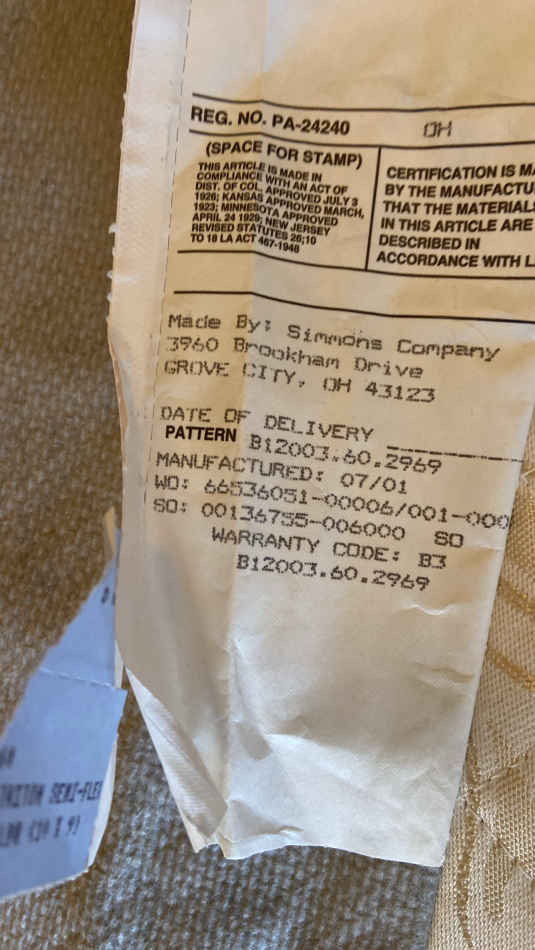 REG. NO. PA-24240 OH
(SPACE FOR STAMP)
THIS ARTICLE IS MADE IN
COMPLIANCE WITH AN ACT OF
DIST. OF COL. APPROVED JULY 3
1926; KANSAS APPROVED MARCH,
1923; MINNESOTA APPROVED
APRIL 24 1929; NEW JERSEY
REVISED STATUTES 26;10
TO 18 LA ACT 467-1948
CERTIFICATION IS MA
BY THE MANUFACTU
THAT THE MATERIALS
IN THIS ARTICLE ARE
DESCRIBED IN
ACCORDANCE WITH L
Made By: Simmons Company
3960 Brookham Drive
GROVE CITY, OH 43123
DATE OF DELIVERY
PATTERN B12003.60.2969
MANUFACTURED: 07/01
WO: 66536051-00006/001-000
SO: 00136755-006000 SO
WARRANTY CODE: B3
B12003.60.2969
SEMI-FLE